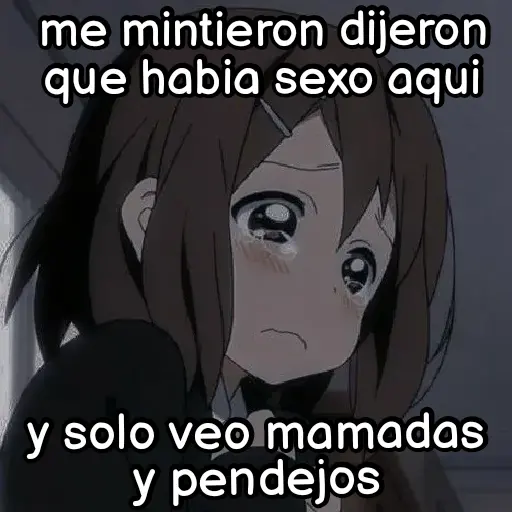 me mintieron dijeron
que habia sexo aqui
y solo veo mamadas
y pendejos